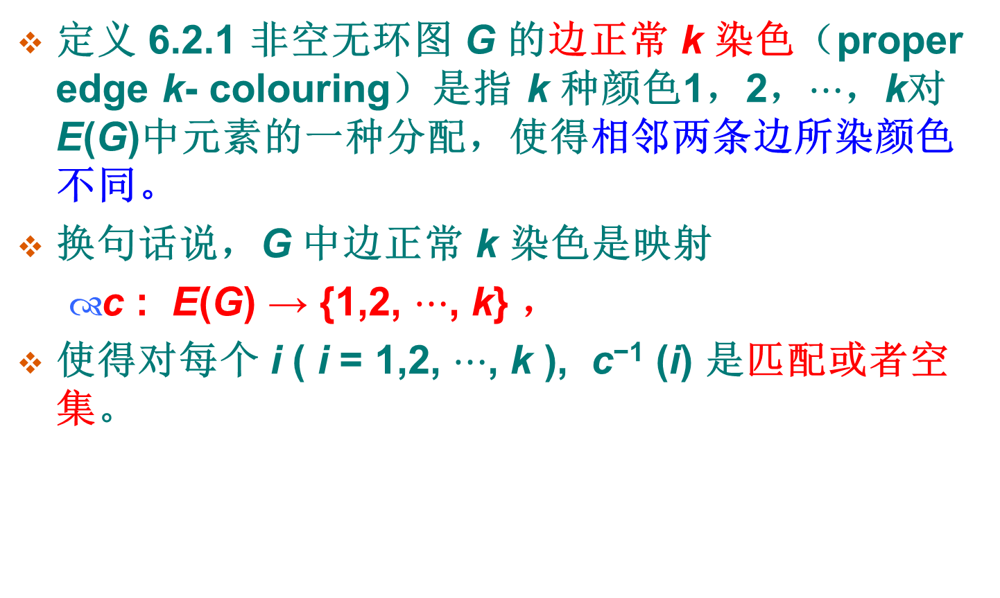 定义 6.2.1 非空无环图 G 的边正常 k 染色（proper
edge k- colouring）是指 k 种颜色1，2，…，k对
E(G)中元素的一种分配，使得相邻两条边所染颜色
不同。
换句话说，G 中边正常 k 染色是映射
c : E(G) → {1,2, …, k} ,
使得对每个 i ( i = 1,2, …, k ), c⁻¹ (i) 是匹配或者空
集。